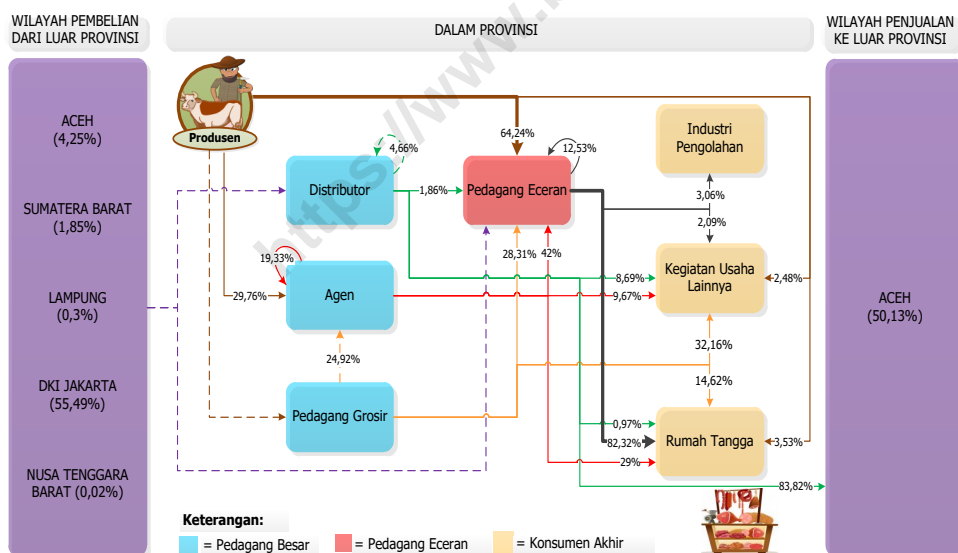 WILAYAH PEMBELIAN
DARI LUAR PROVINSI
DALAM PROVINSI
WILAYAH PENJUALAN
KE LUAR PROVINSI
ACEH
(4,25%)
SUMATERA BARAT
(1,85%)
LAMPUNG
(0,3%)
DKI JAKARTA
(55,49%)
NUSA TENGGARA
BARAT (0,02%)
Produsen
64,24%
4,66%
12,53%
Industri
Pengolahan
Distributor
1,86%
Pedagang Eceran
3,06%
2,09%
19,33%
28,31%
42%
Kegiatan Usaha
Lainnya
8,69%
2,48%
29,76%
Agen
9,67%
24,92%
32,16%
14,62%
Pedagang Grosir
0,97%
Rumah Tangga
82,32%
3,53%
29%
83,82%
ACEH
(50,13%)
Keterangan:
= Pedagang Besar
= Pedagang Eceran
= Konsumen Akhir
https://www.